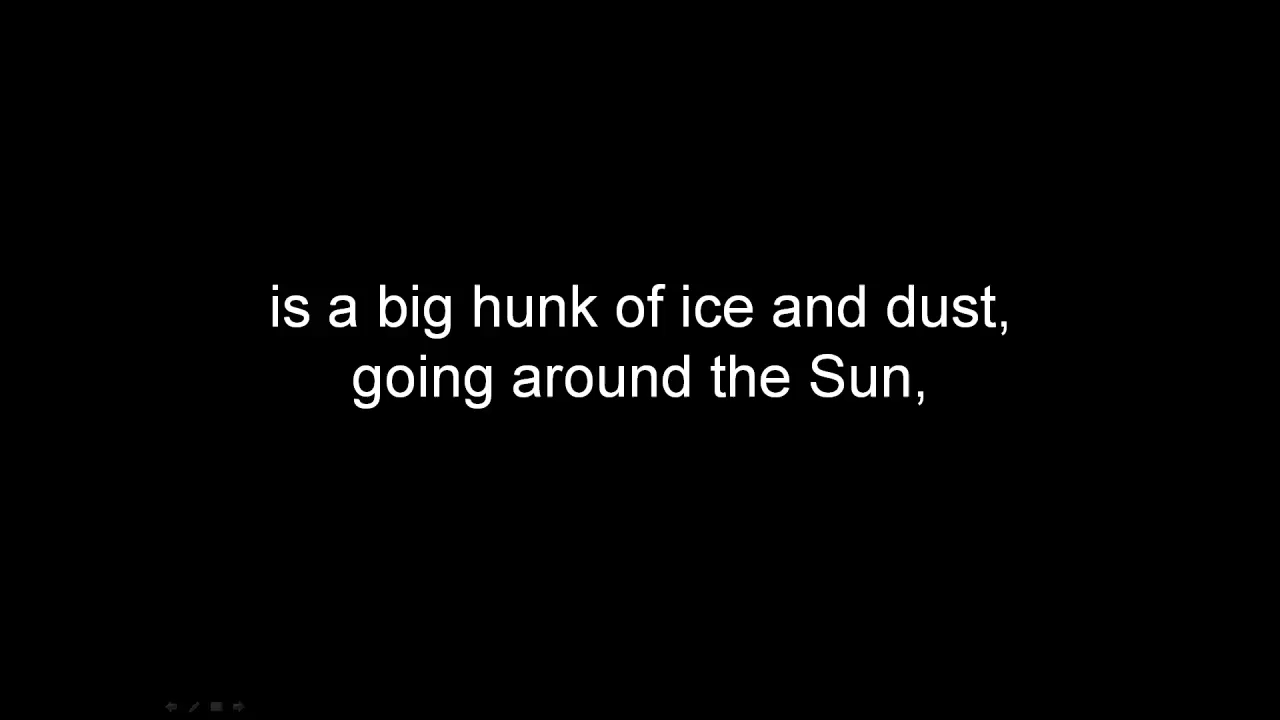 is a big hunk of ice and dust,
going around the Sun,